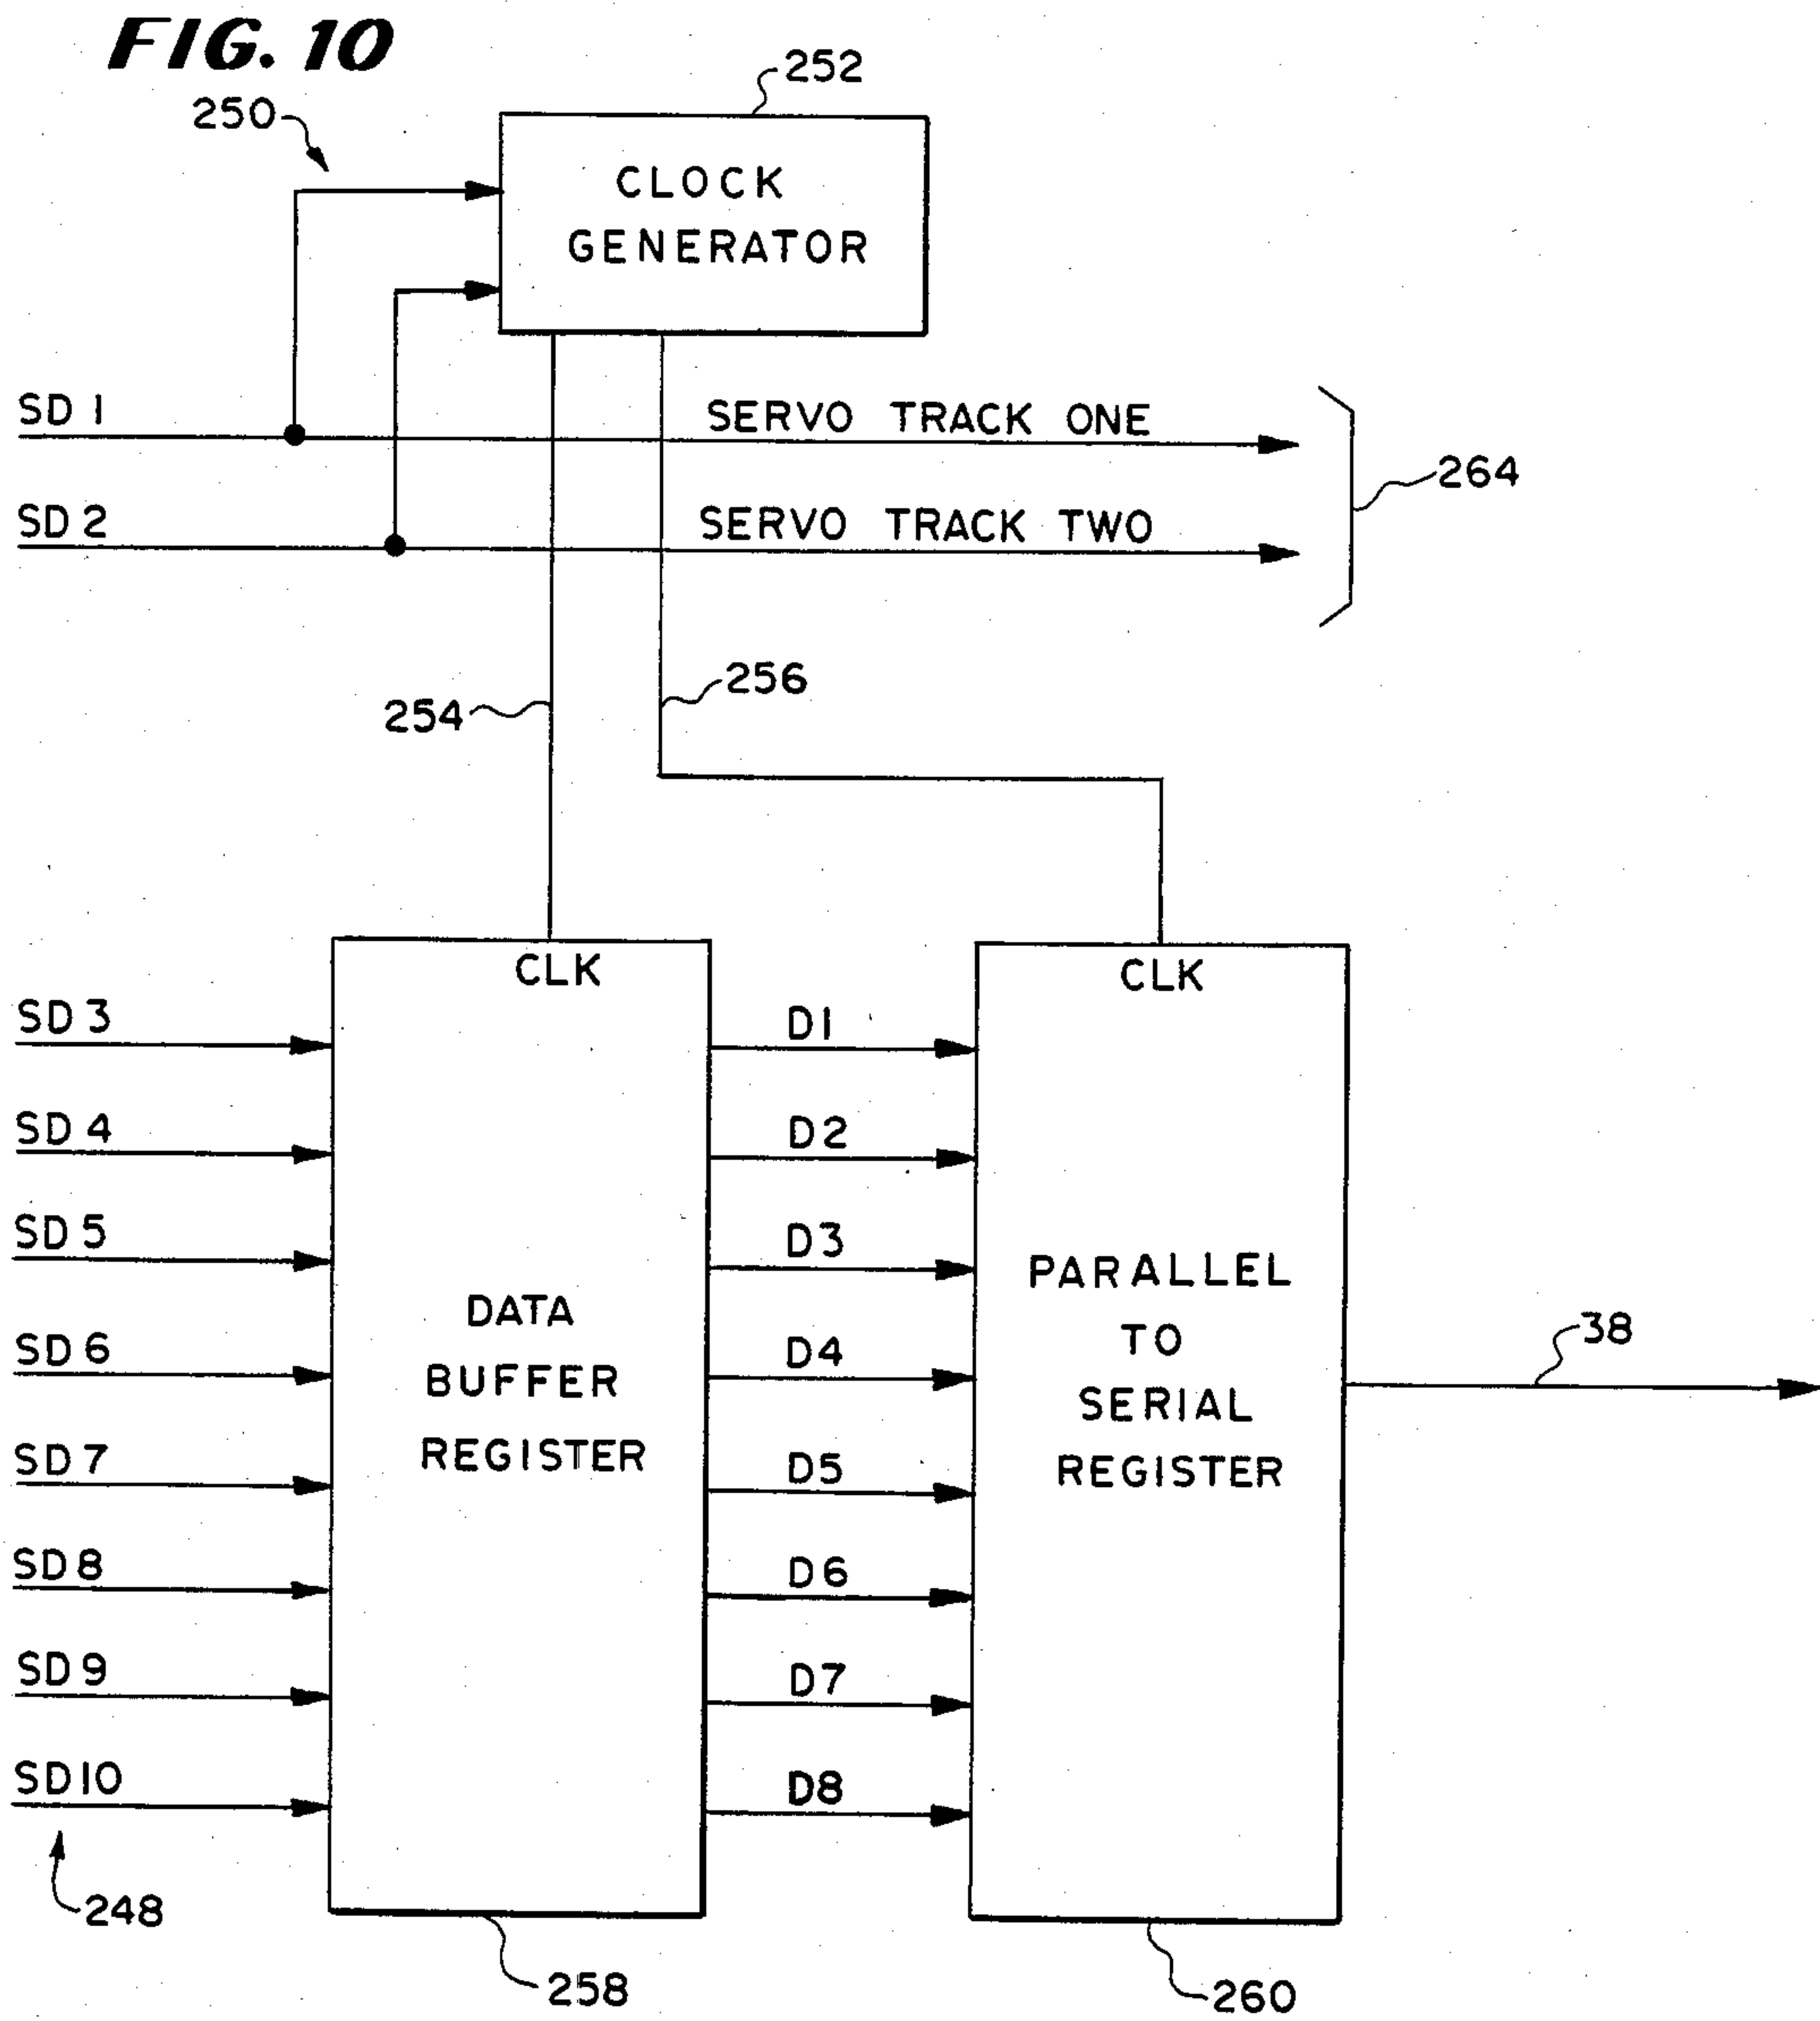 FIG. 10
250
252
CLOCK
GENERATOR
SD 1
SERVO TRACK ONE
264
SD 2
SERVO TRACK TWO
254
256
CLK
CLK
SD 3
D1
SD 4
D2
SD 5
D3
SD 6
D4
SD 7
D5
SD 8
D6
SD 9
D7
SD 10
D8
DATA
BUFFER
REGISTER
PARALLEL
TO
SERIAL
REGISTER
38
248
258
260